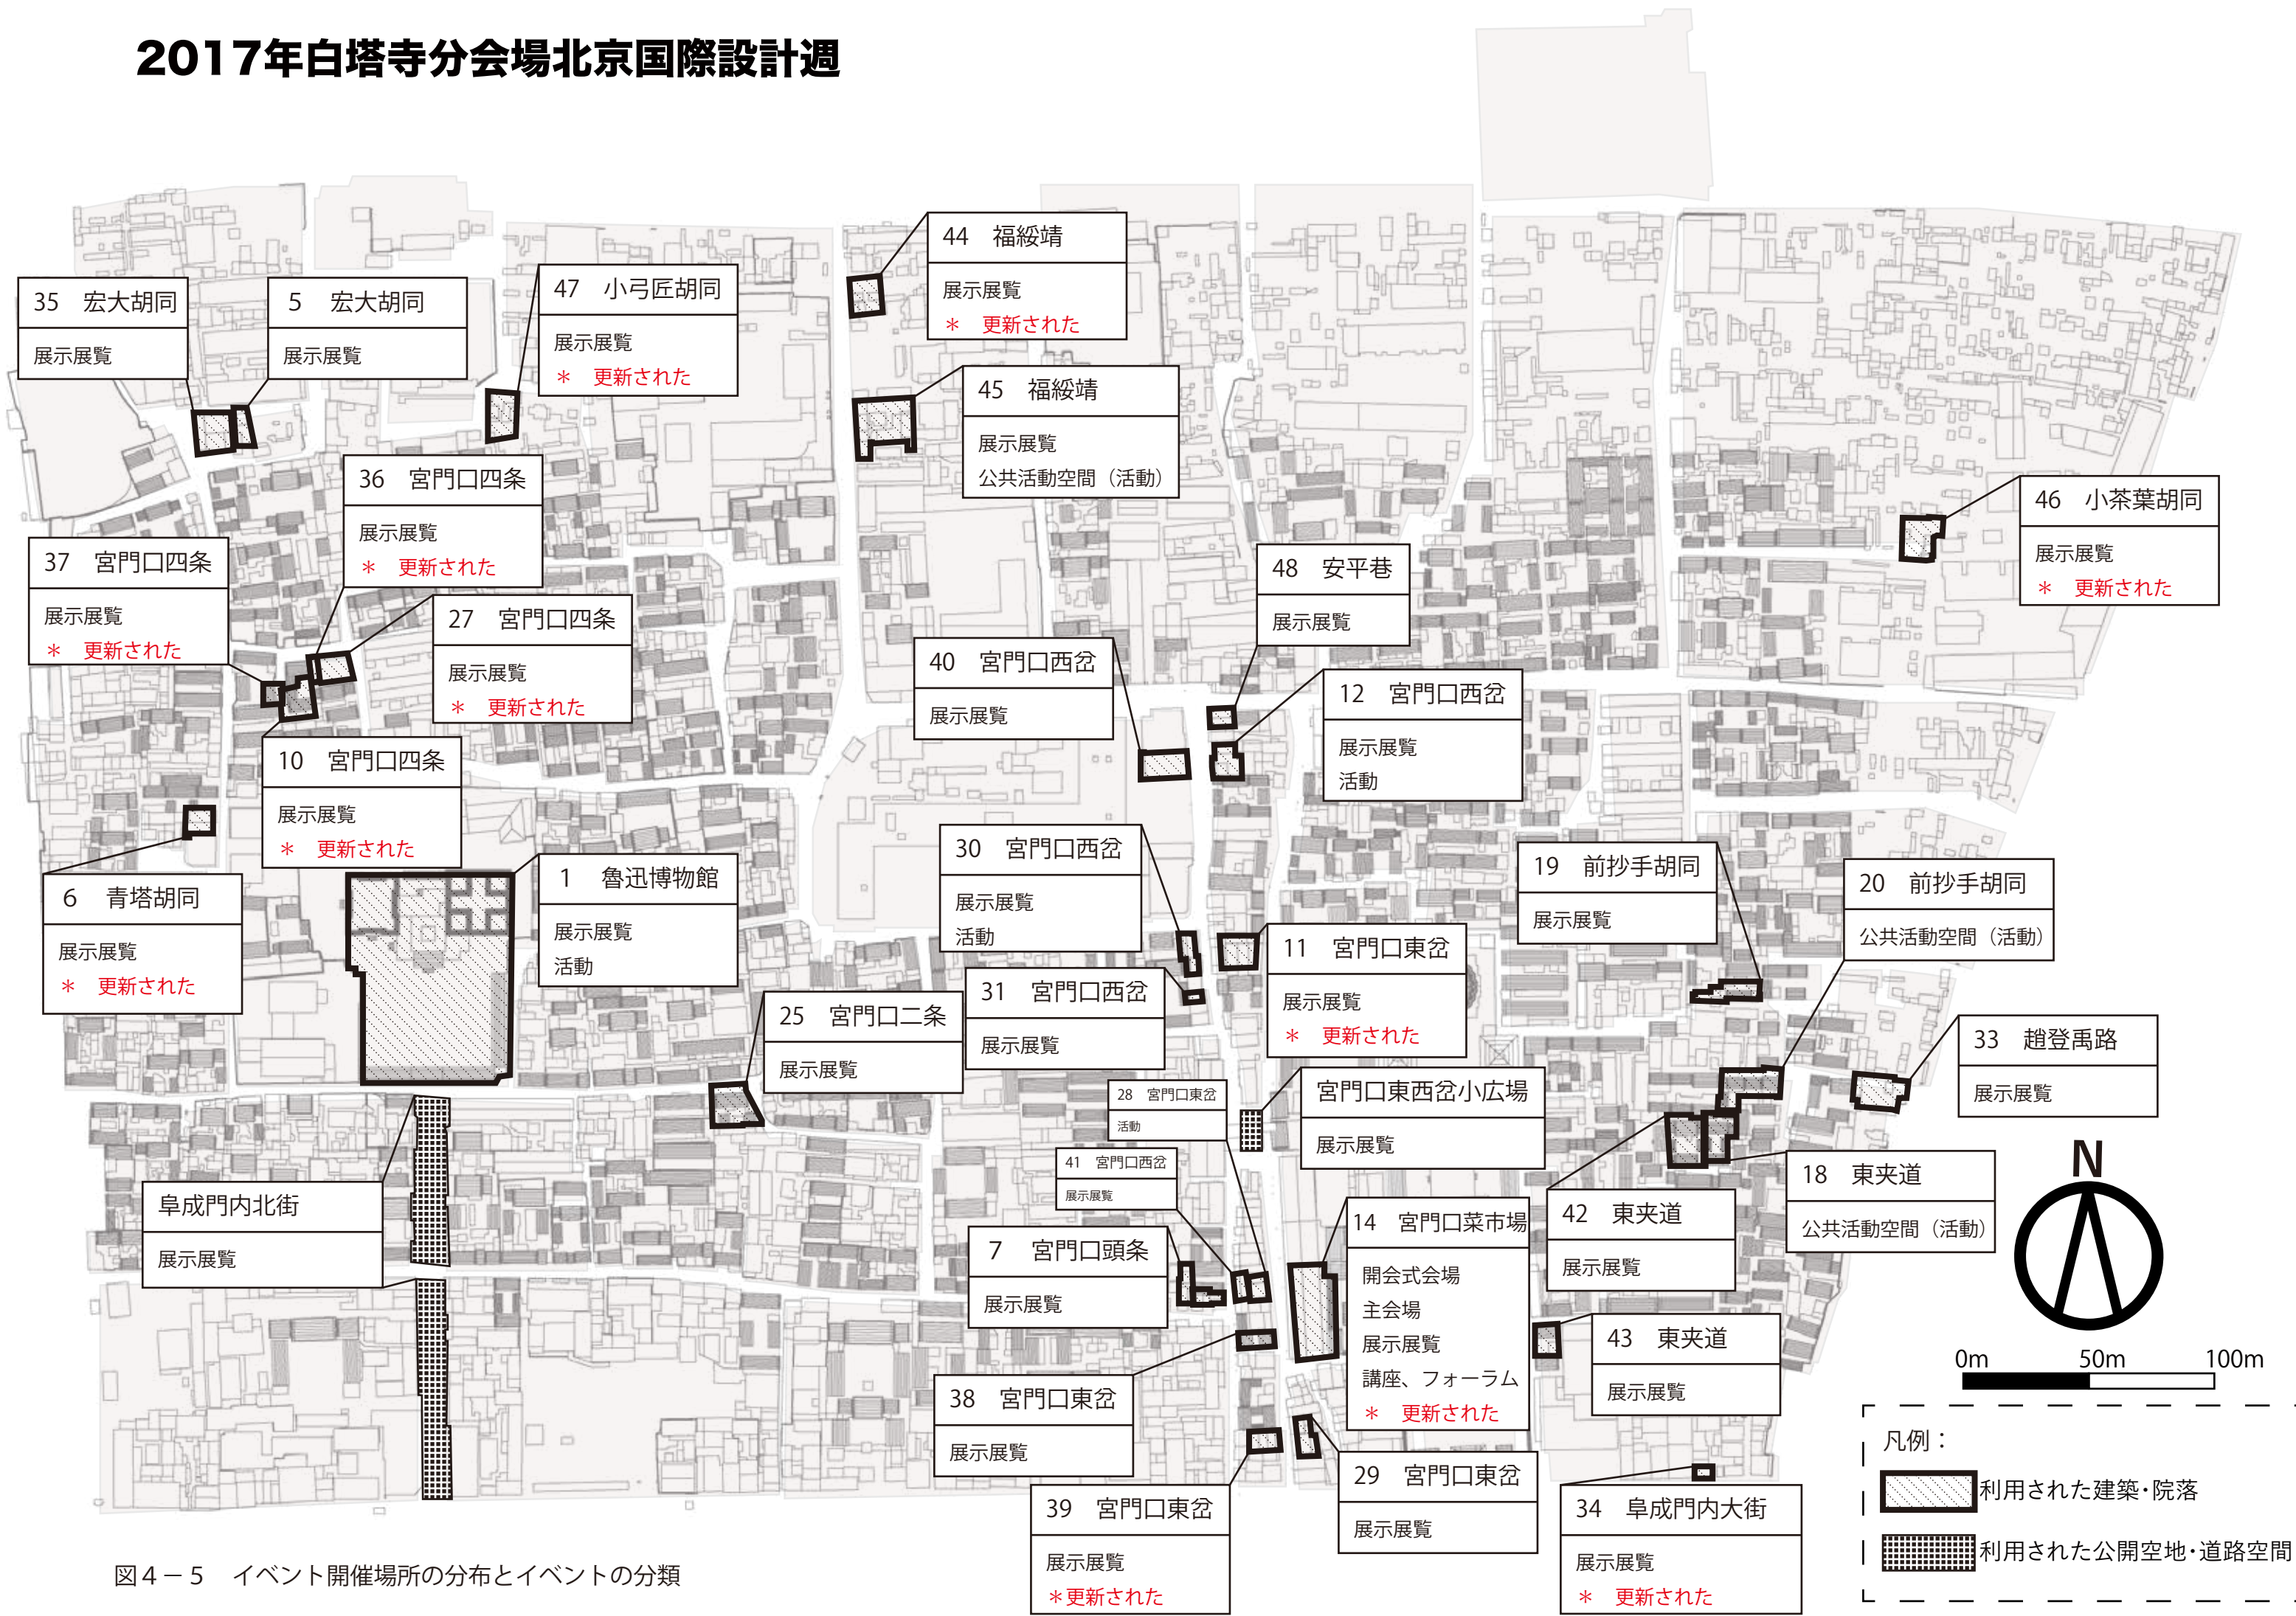 2017年白塔寺分会場北京国際設計週
44 福綏靖
展示展覧
＊ 更新された
47 小弓匠胡同
展示展覧
＊ 更新された
35 宏大胡同
展示展覧
5 宏大胡同
展示展覧
45 福綏靖
展示展覧
公共活動空間（活動）
36 宮門口四条
展示展覧
＊ 更新された
46 小茶葉胡同
展示展覧
＊ 更新された
37 宮門口四条
展示展覧
＊ 更新された
48 安平巷
展示展覧
27 宮門口四条
展示展覧
＊ 更新された
40 宮門口西岔
展示展覧
12 宮門口西岔
展示展覧
活動
10 宮門口四条
展示展覧
＊ 更新された
30 宮門口西岔
展示展覧
活動
19 前抄手胡同
展示展覧
1 魯迅博物館
展示展覧
活動
20 前抄手胡同
公共活動空間（活動）
6 青塔胡同
展示展覧
＊ 更新された
11 宮門口東岔
展示展覧
＊ 更新された
31 宮門口西岔
展示展覧
25 宮門口二条
展示展覧
33 趙登禹路
展示展覧
宮門口東西岔小広場
展示展覧
28 宮門口東岔
活動
41 宮門口西岔
展示展覧
18 東夹道
公共活動空間（活動）
N
阜成門内北街
展示展覧
42 東夹道
展示展覧
14 宮門口菜市場
開会式会場
主会場
展示展覧
講座、フォーラム
＊ 更新された
7 宮門口頭条
展示展覧
43 東夹道
展示展覧
0m 50m 100m
38 宮門口東岔
展示展覧
29 宮門口東岔
展示展覧
39 宮門口東岔
展示展覧
＊更新された
34 阜成門内大街
展示展覧
＊ 更新された
凡例：
利用された建築・院落
利用された公開空地・道路空間
図４－５ イベント開催場所の分布とイベントの分類